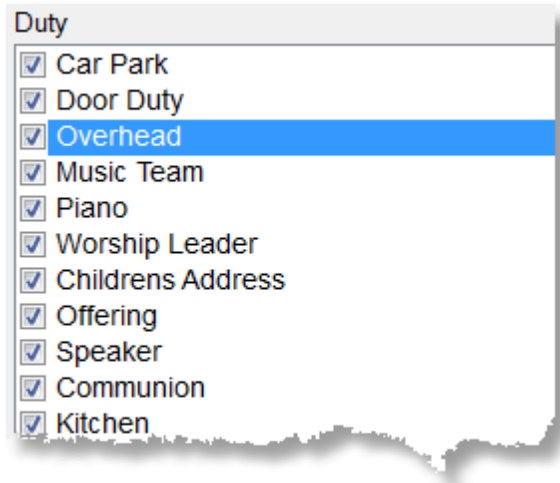 Duty
Car Park
Door Duty
Overhead
Music Team
Piano
Worship Leader
Childrens Address
Offering
Speaker
Communion
Kitchen